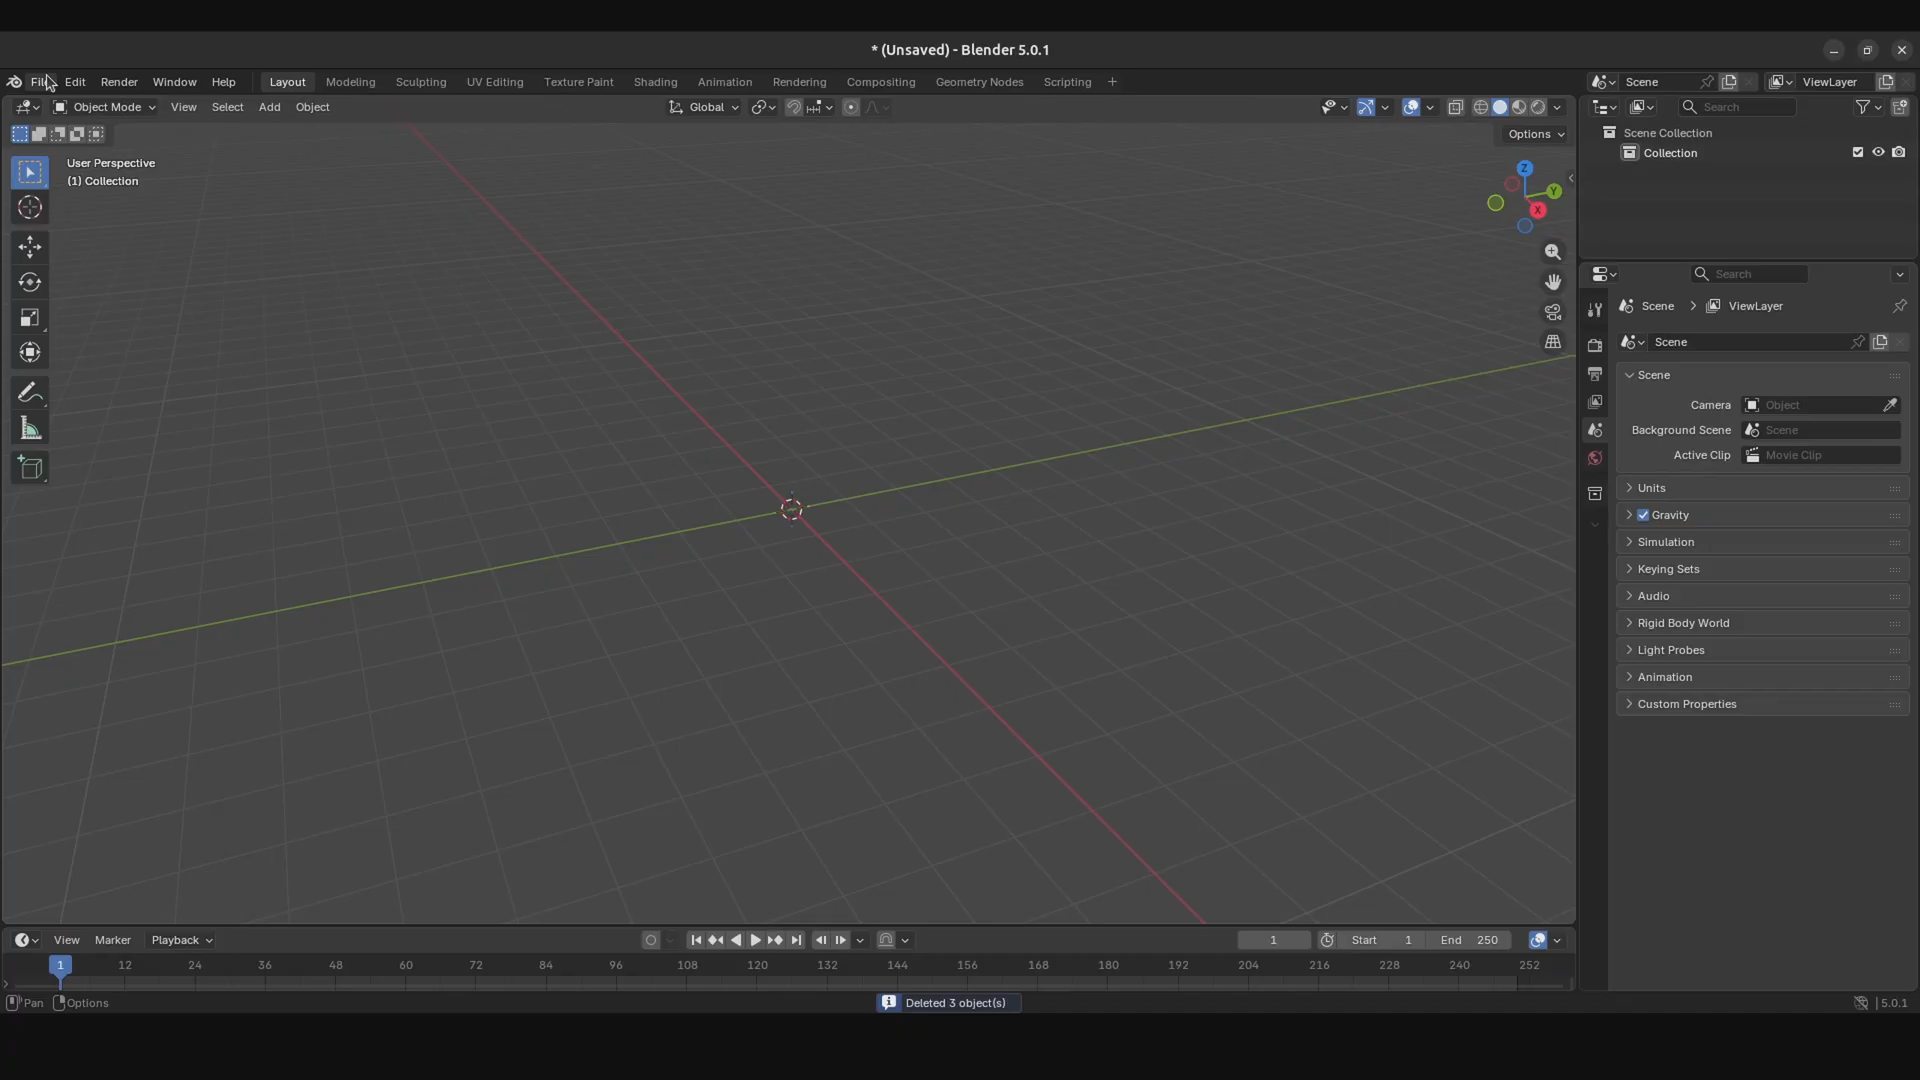 * (Unsaved) - Blender 5.0.1
File Edit Render Window Help Layout Modeling Sculpting UV Editing Texture Paint Shading Animation Rendering Compositing Geometry Nodes Scripting + Scene ViewLayer
Object Mode View Select Add Object Global Search
Options
User Perspective
(1) Collection
Z
Y
X
Scene Collection
Collection
Search
Scene ViewLayer
Scene
Scene
Camera Object
Background Scene Scene
Active Clip Movie Clip
Units
Gravity
Simulation
Keying Sets
Audio
Rigid Body World
Light Probes
Animation
Custom Properties
View Marker Playback 1 Start 1 End 250
1 12 24 36 48 60 72 84 96 108 120 132 144 156 168 180 192 204 216 228 240 252
Pan Options Deleted 3 object(s) 5.0.1